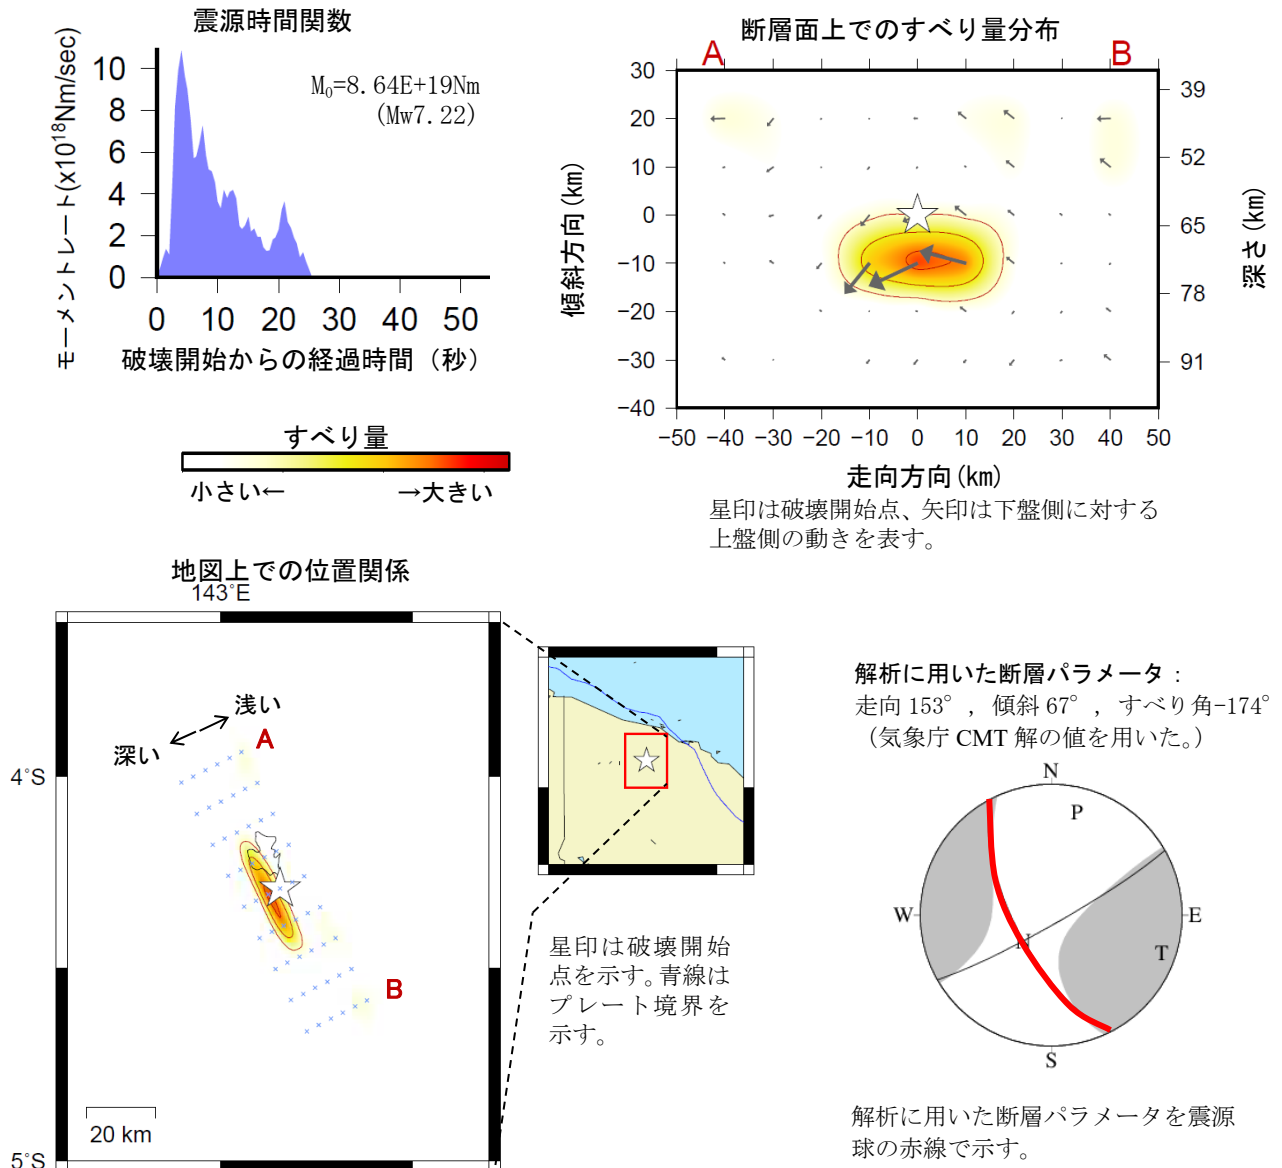 震源時間関数
モーメントレート(x10¹⁸Nm/sec)
10
8
6
4
2
0
M₀=8.64E+19Nm
(Mw7.22)
0 10 20 30 40 50
破壊開始からの経過時間（秒）
断層面上でのすべり量分布
A B
傾斜方向(km)
30
20
10
0
−10
−20
−30
−40
39
52
65
78
91
深さ(km)
−50 −40 −30 −20 −10 0 10 20 30 40 50
走向方向(km)
星印は破壊開始点、矢印は下盤側に対する
上盤側の動きを表す。
すべり量
小さい← →大きい
地図上での位置関係
143°E
浅い
深い
A
4°S
B
20 km
5°S
星印は破壊開始
点を示す。青線は
プレート境界を
示す。
解析に用いた断層パラメータ：
走向 153°，傾斜 67°，すべり角-174°
（気象庁 CMT 解の値を用いた。）
N
P
W
N
E
T
S
解析に用いた断層パラメータを震源
球の赤線で示す。